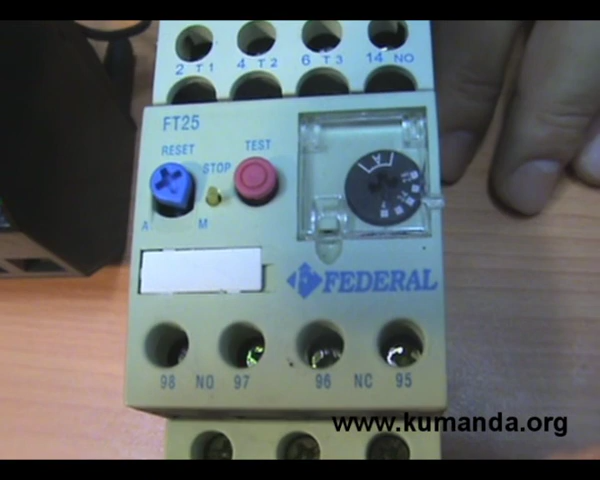 2 T1 4 T2 6 T3 14 NO
FT25
RESET
STOP
TEST
A
A M
FEDERAL
98 NO 97 96 NC 95
www.kumanda.org